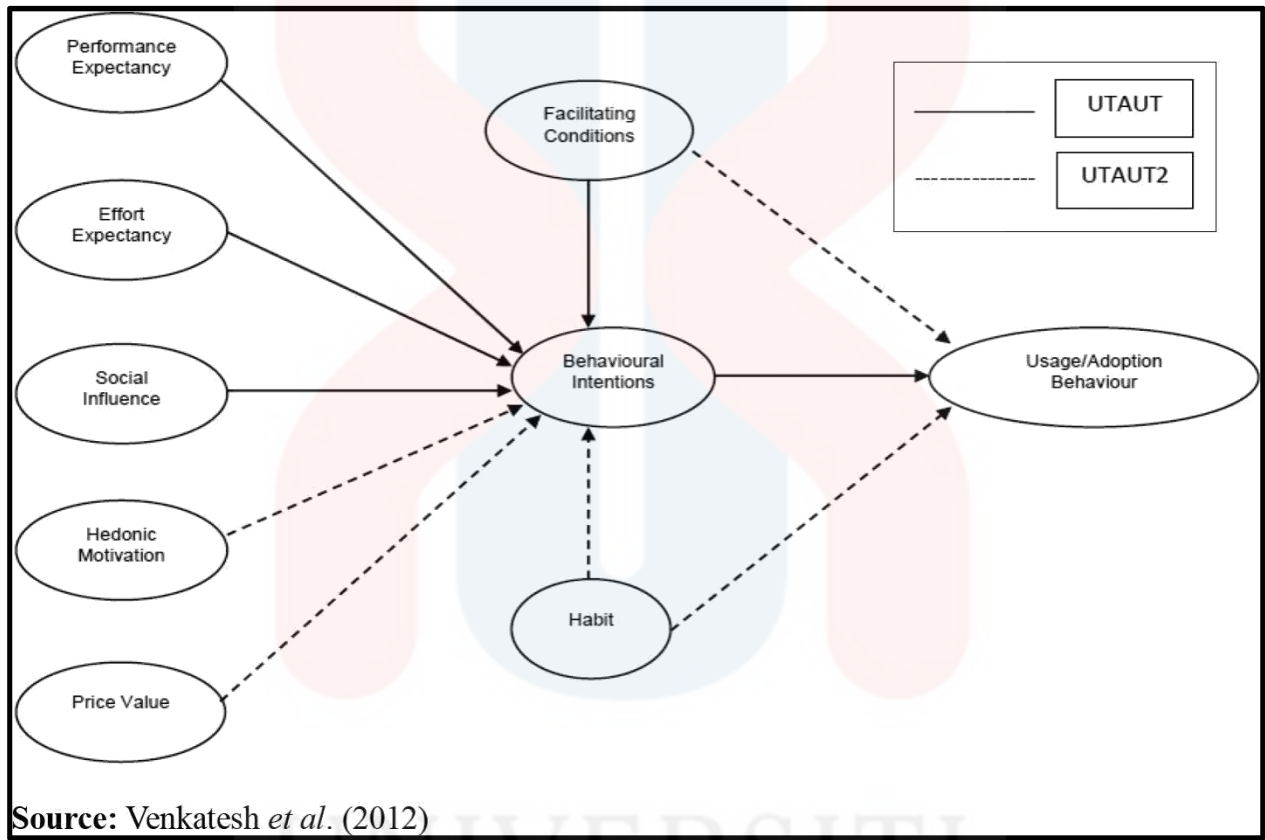 Performance
Expectancy
Facilitating
Conditions
UTAUT
UTAUT2
Effort
Expectancy
Social
Influence
Behavioural
Intentions
Usage/Adoption
Behaviour
Hedonic
Motivation
Habit
Price Value
Source: Venkatesh et al. (2012)
UNIVERSITI